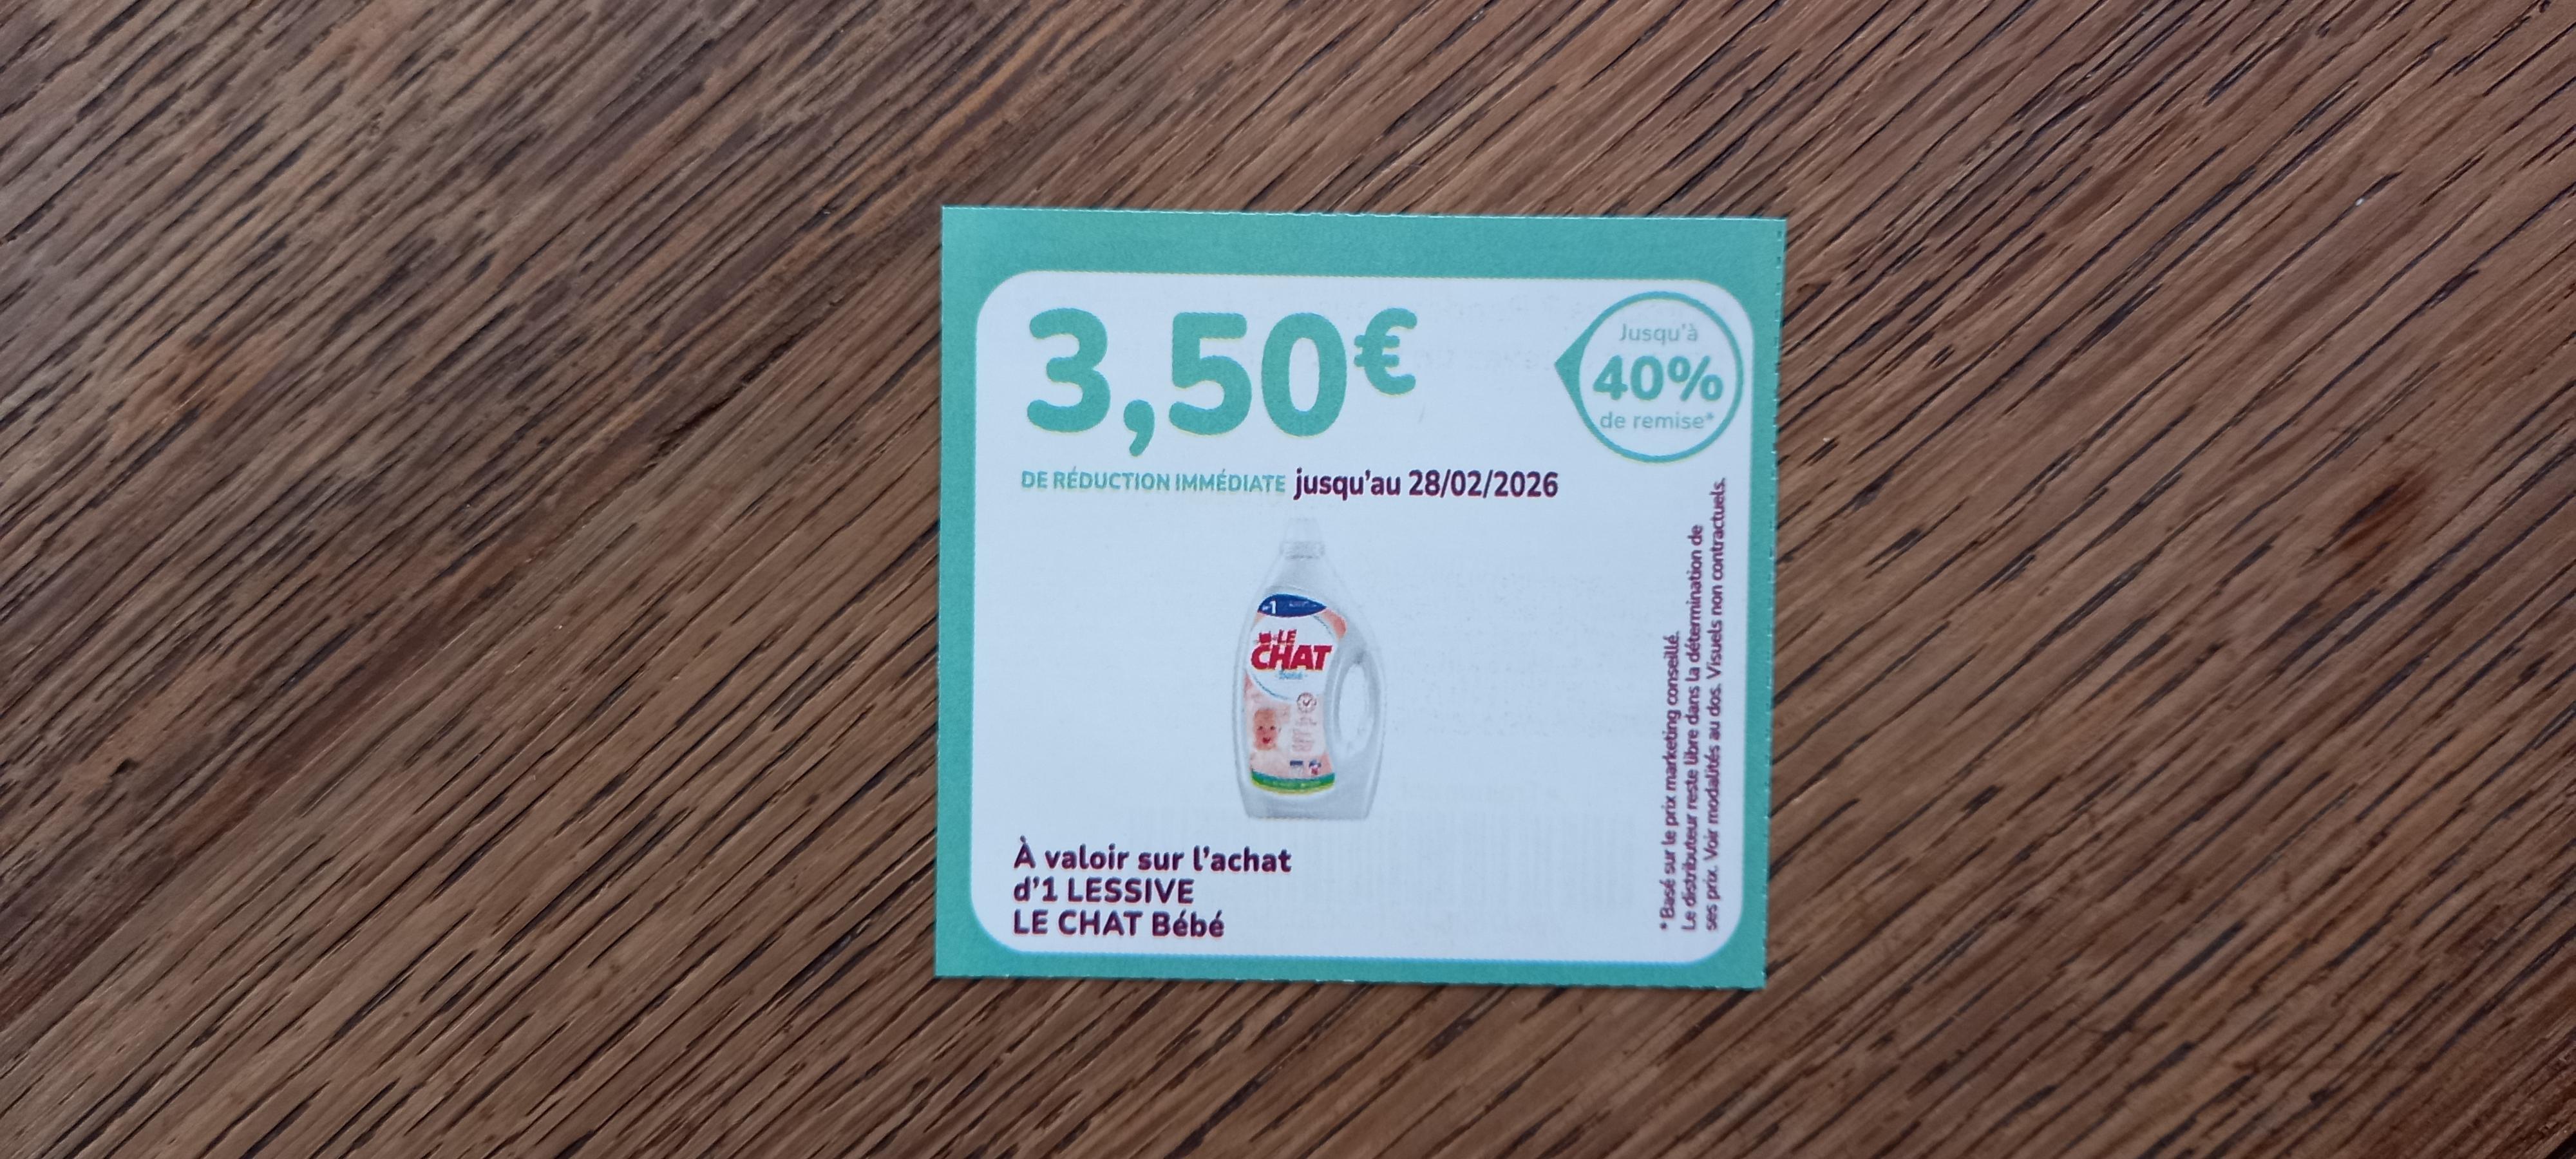 3,50€
Jusqu'à
40%
de remise*
DE RÉDUCTION IMMÉDIATE jusqu'au 28/02/2026
LE
CHAT
Bébé
À valoir sur l'achat
d'1 LESSIVE
LE CHAT Bébé
* Basé sur le prix marketing conseillé.
Le distributeur reste libre dans la détermination de
ses prix. Voir modalités au dos. Visuels non contractuels.